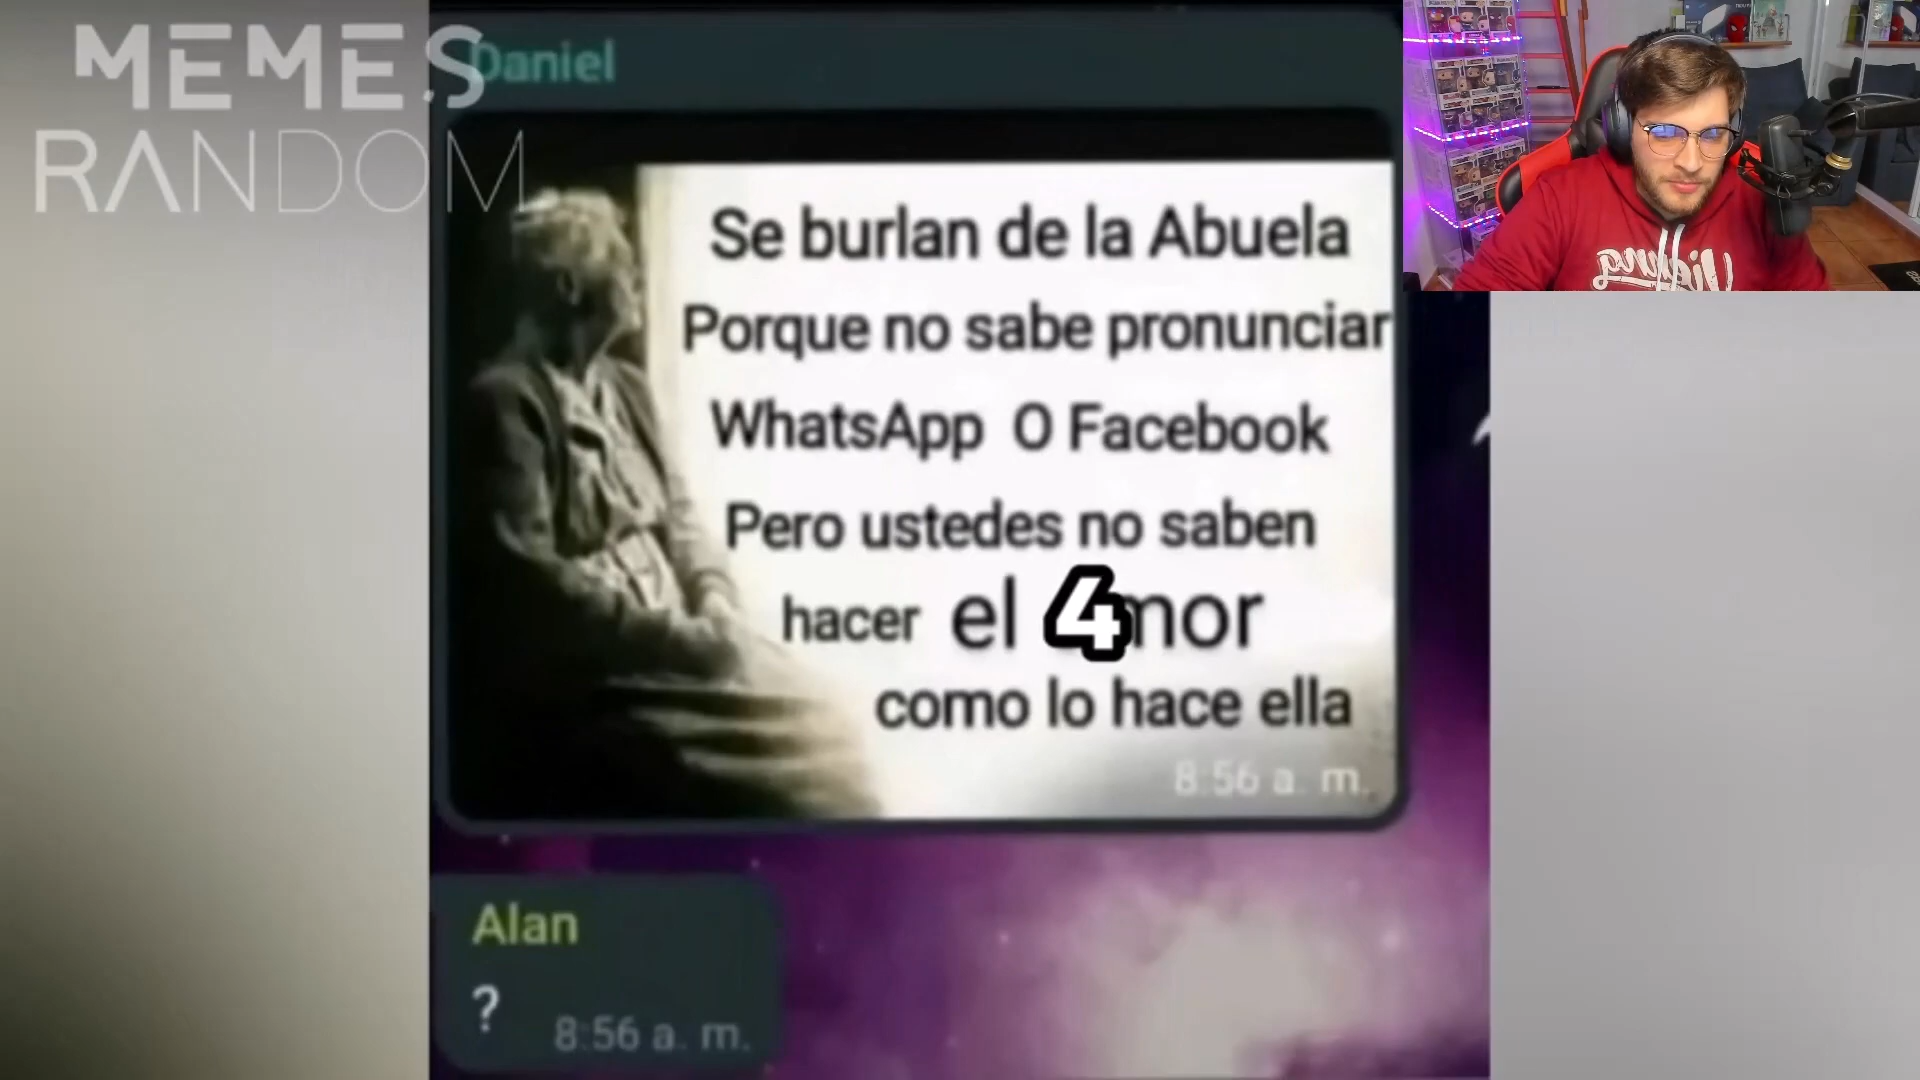 MEMES
RANDOM
Daniel
Se burlan de la Abuela
Porque no sabe pronunciar
WhatsApp O Facebook
Pero ustedes no saben
hacer el 4mor
como lo hace ella
8:56 a. m.
Alan
?
8:56 a. m.